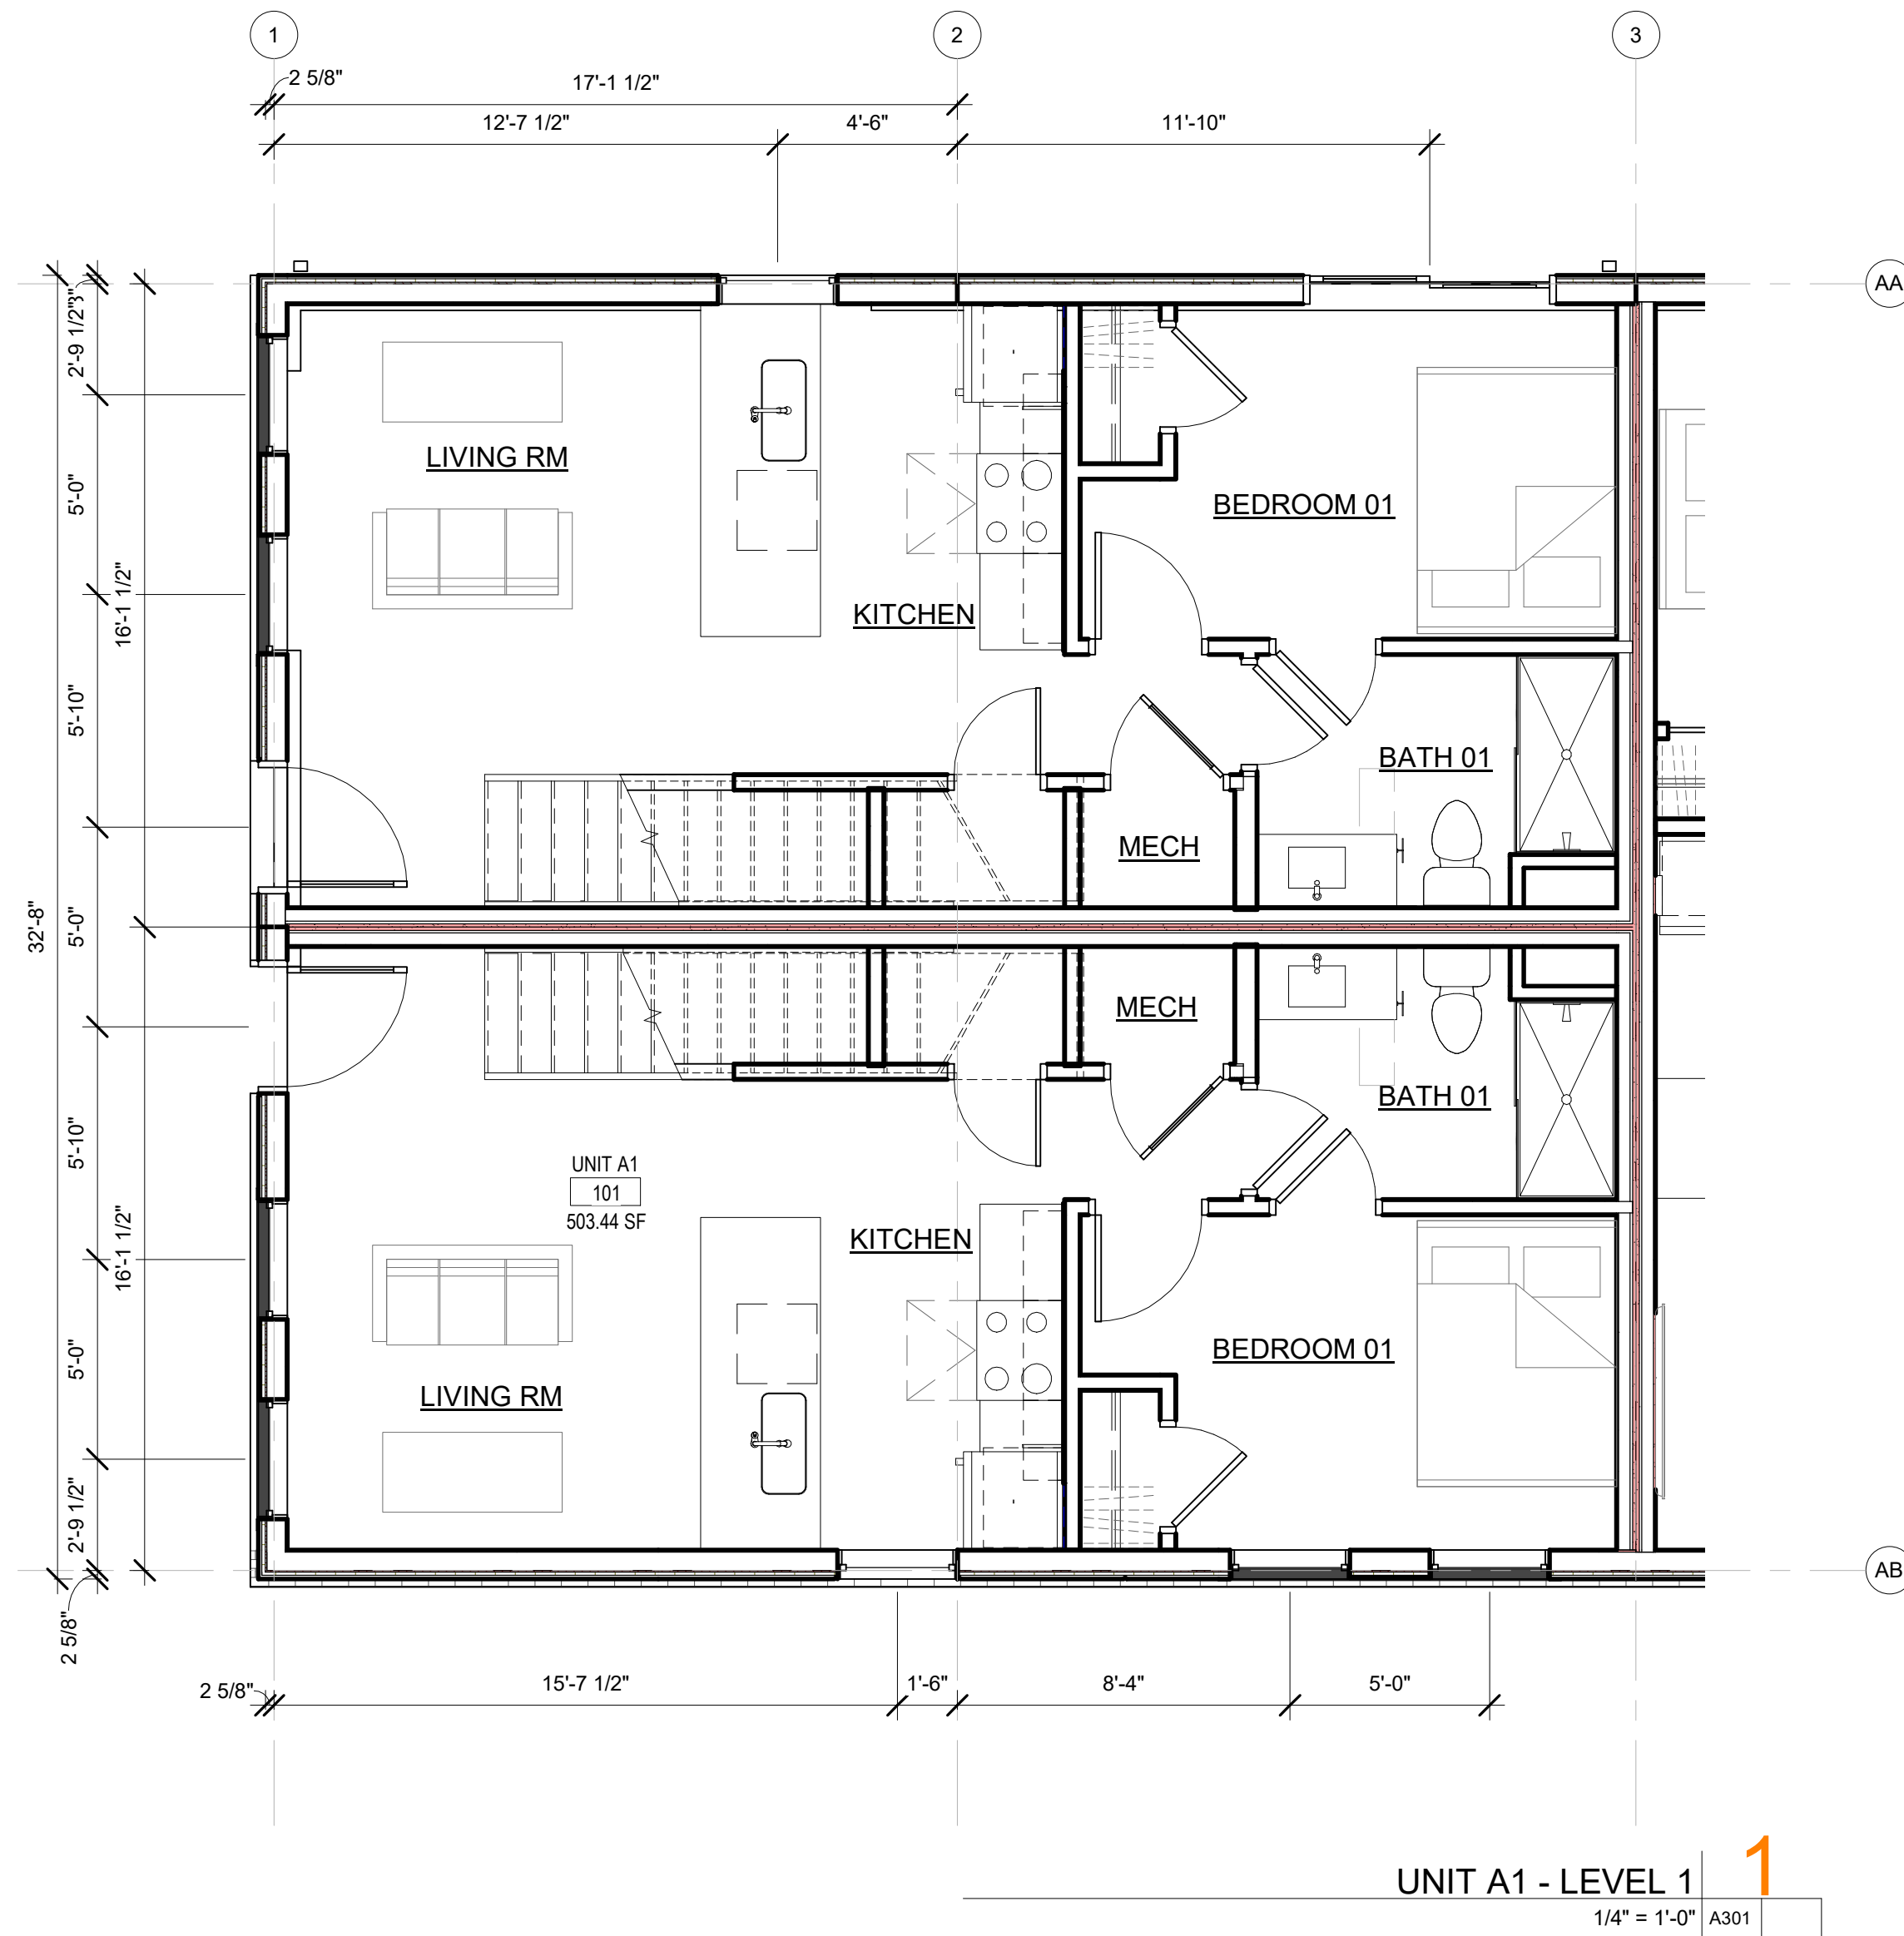 1
2
3
2 5/8"
17'-1 1/2"
12'-7 1/2"
4'-6"
11'-10"
AA
3"
2'-9 1/2"
5'-0"
16'-1 1/2"
5'-10"
32'-8"
5'-0"
5'-10"
16'-1 1/2"
5'-0"
2'-9 1/2"
2 5/8"
LIVING RM
KITCHEN
BEDROOM 01
BATH 01
MECH
MECH
BATH 01
UNIT A1
101
503.44 SF
KITCHEN
BEDROOM 01
LIVING RM
AB
2 5/8"
15'-7 1/2"
1'-6"
8'-4"
5'-0"
UNIT A1 - LEVEL 1
1
1/4" = 1'-0"
A301